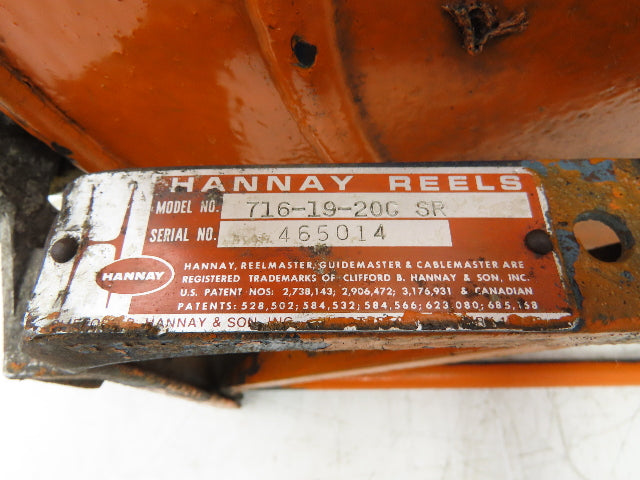 HANNAY REELS
MODEL NO. 716-19-20G SR
SERIAL NO. 465014
HANNAY
HANNAY, REELMASTER, GUIDEMASTER & CABLEMASTER ARE
REGISTERED TRADEMARKS OF CLIFFORD B. HANNAY & SON, INC.
U.S. PATENT NOS: 2,738,143; 2,906,472; 3,176,931 & CANADIAN
PATENTS: 528,502; 584,532; 584,566; 623,080; 685,158
HANNAY & SON, INC.